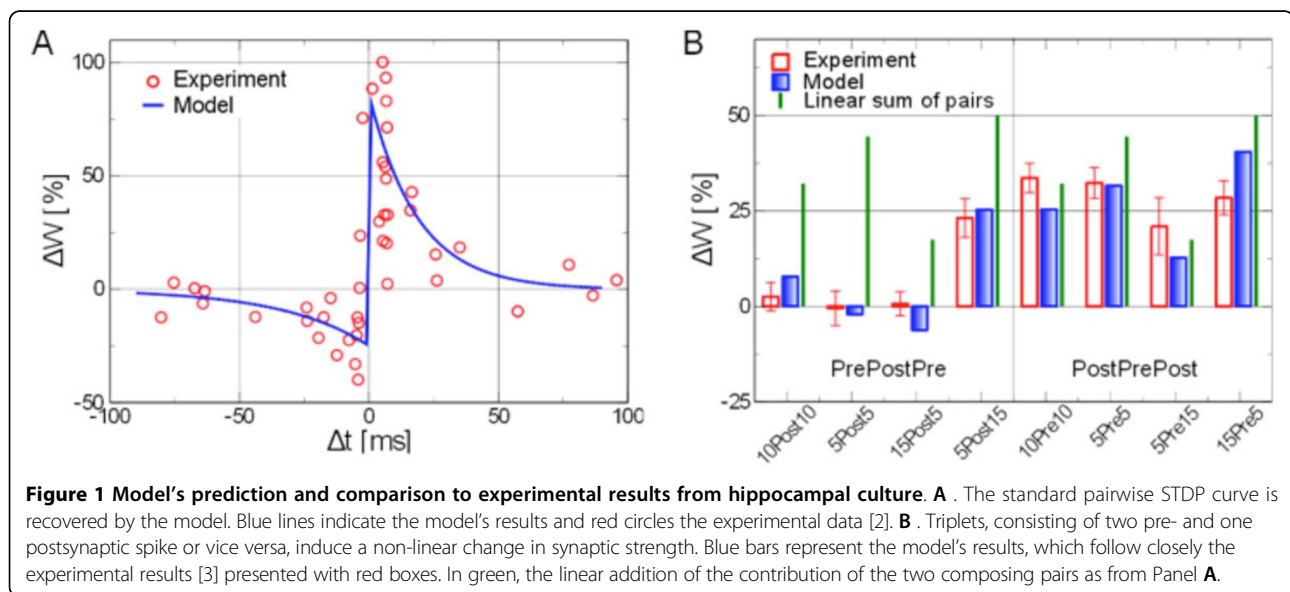 A
Experiment
Model
ΔW [%]
100
50
0
-50
-100
-50
0
50
100
Δt [ms]
B
Experiment
Model
Linear sum of pairs
ΔW [%]
50
25
0
-25
PrePostPre
PostPrePost
10Post10
5Post5
15Post5
5Post15
10Pre10
5Pre5
5Pre15
15Pre5
Figure 1 Model's prediction and comparison to experimental results from hippocampal culture. A . The standard pairwise STDP curve is
recovered by the model. Blue lines indicate the model's results and red circles the experimental data [2]. B . Triplets, consisting of two pre- and one
postsynaptic spike or vice versa, induce a non-linear change in synaptic strength. Blue bars represent the model's results, which follow closely the
experimental results [3] presented with red boxes. In green, the linear addition of the contribution of the two composing pairs as from Panel A.